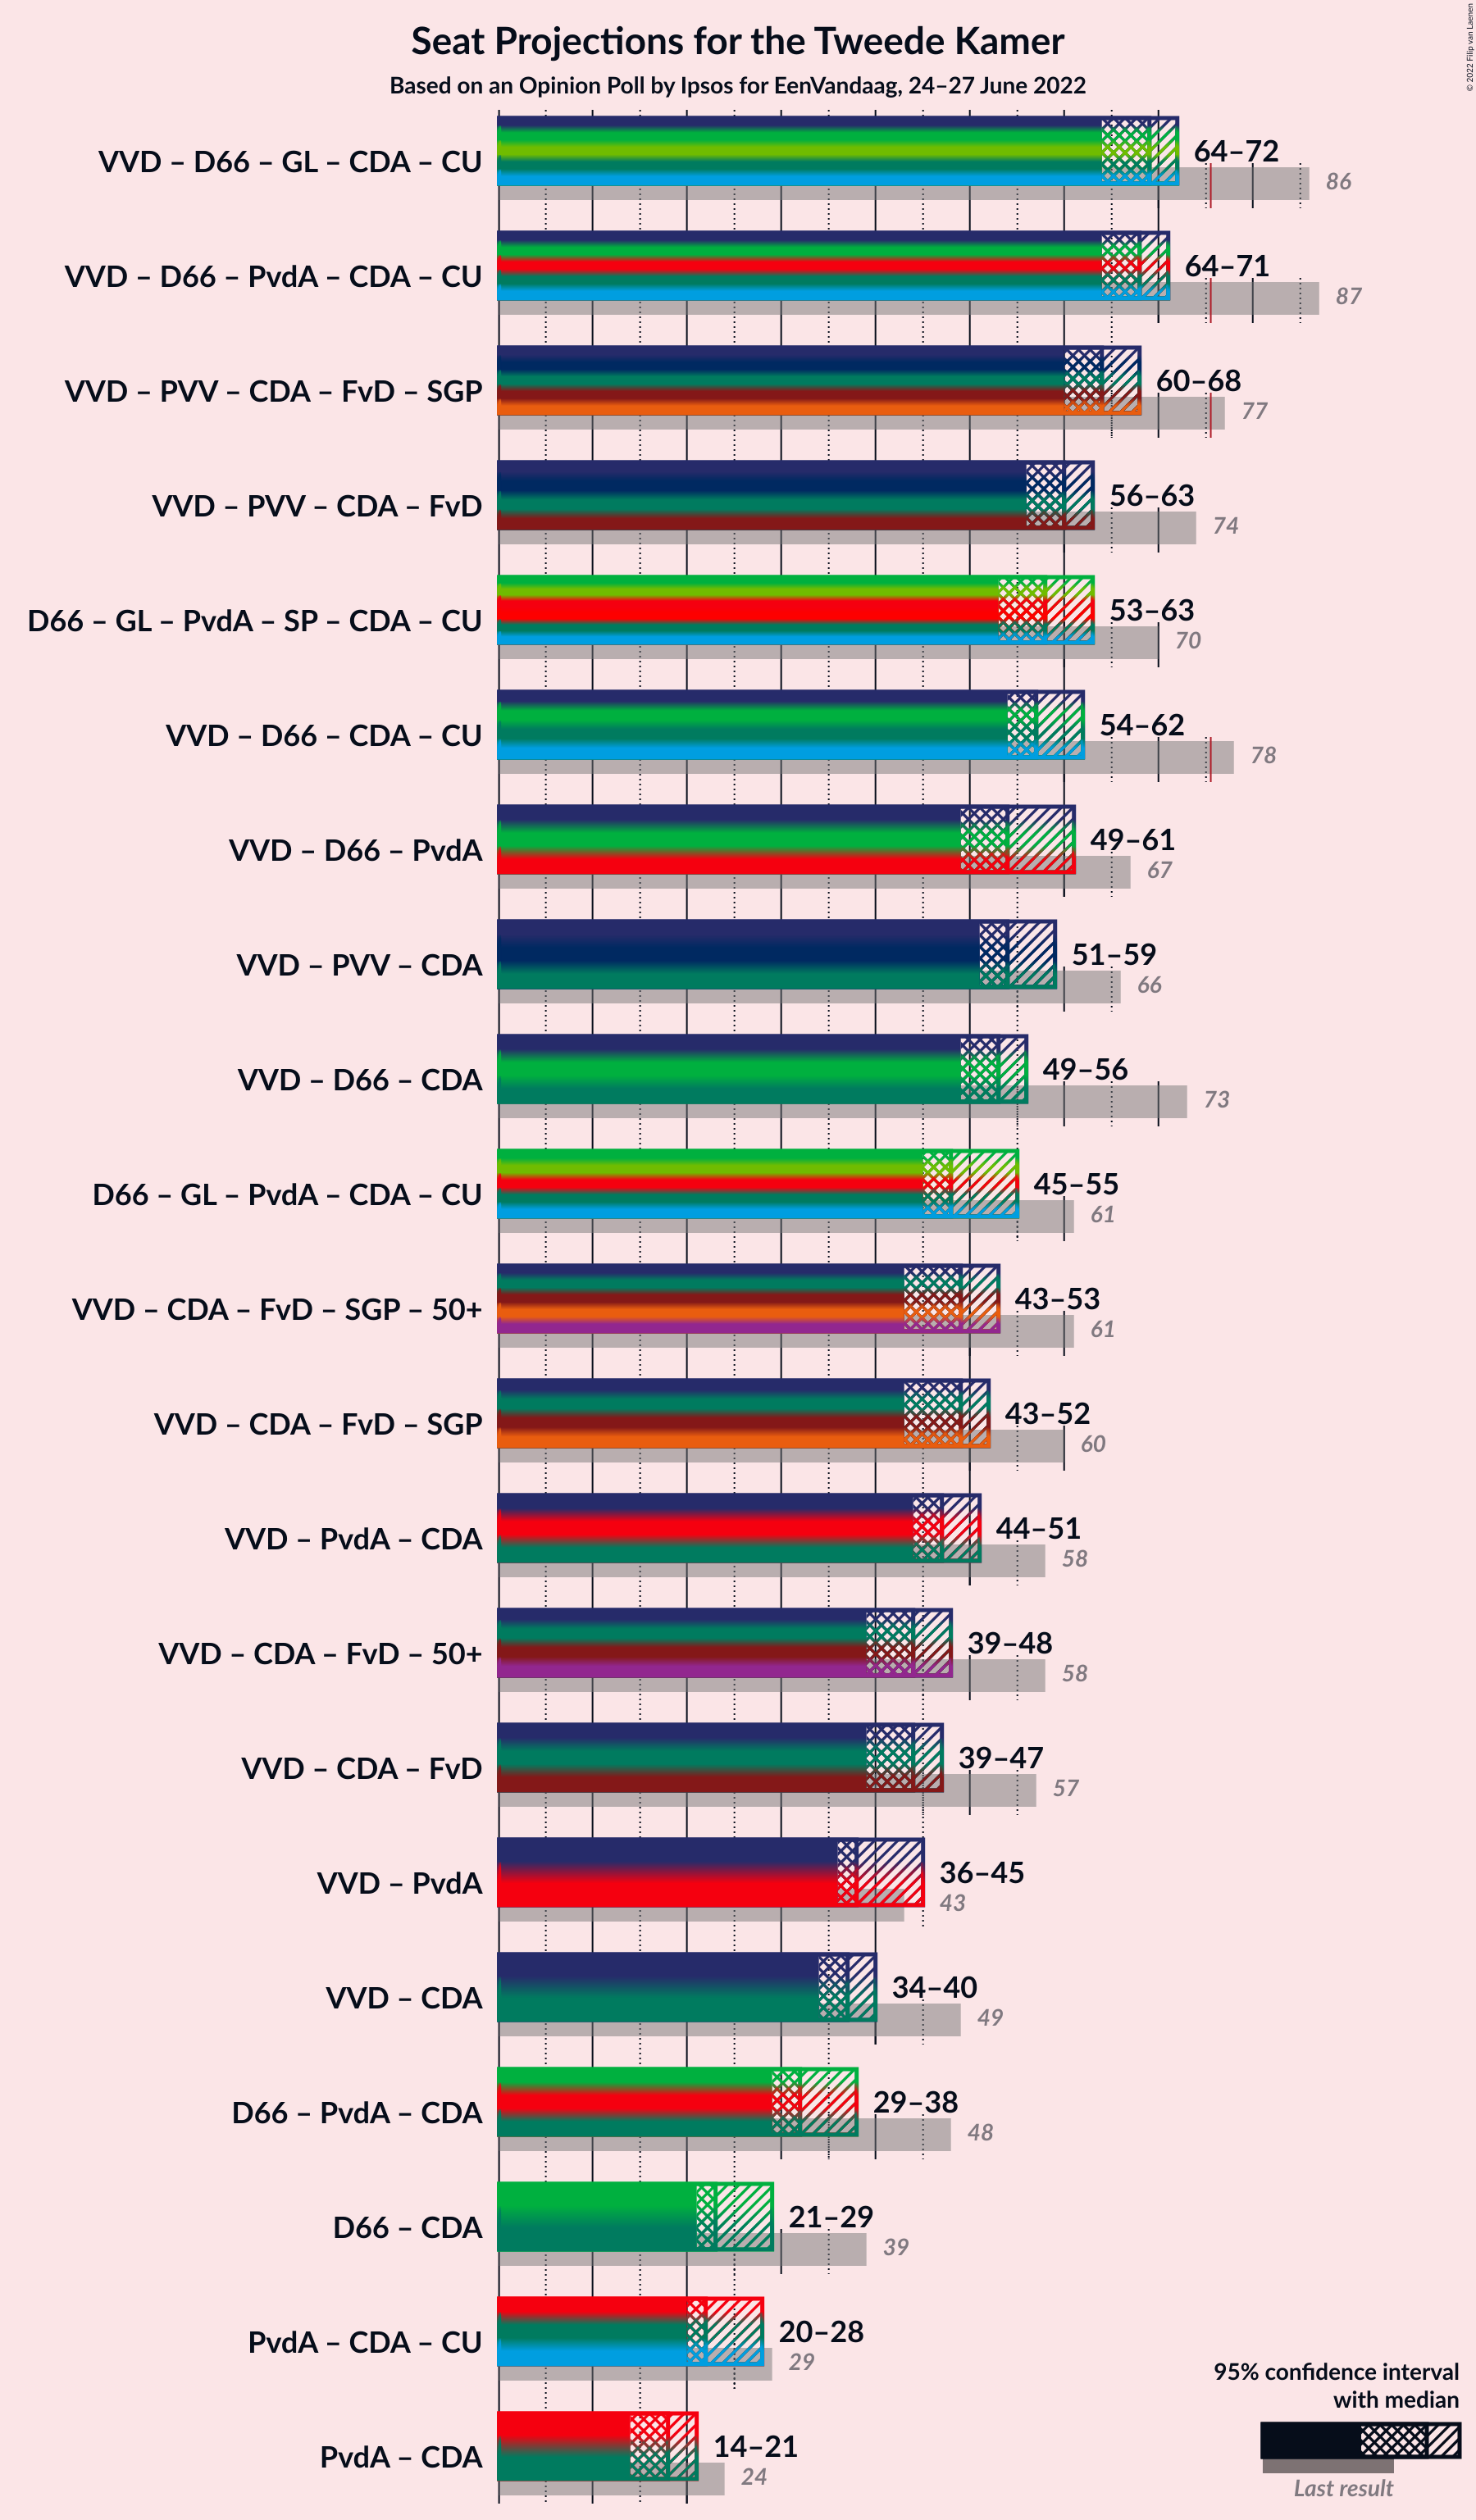 Seat Projections for the Tweede Kamer
Based on an Opinion Poll by Ipsos for EenVandaag, 24–27 June 2022
© 2022 Filip van Laenen
VVD – D66 – GL – CDA – CU
64–72
86
VVD – D66 – PvdA – CDA – CU
64–71
87
VVD – PVV – CDA – FvD – SGP
60–68
77
VVD – PVV – CDA – FvD
56–63
74
D66 – GL – PvdA – SP – CDA – CU
53–63
70
VVD – D66 – CDA – CU
54–62
78
VVD – D66 – PvdA
49–61
67
VVD – PVV – CDA
51–59
66
VVD – D66 – CDA
49–56
73
D66 – GL – PvdA – CDA – CU
45–55
61
VVD – CDA – FvD – SGP – 50+
43–53
61
VVD – CDA – FvD – SGP
43–52
60
VVD – PvdA – CDA
44–51
58
VVD – CDA – FvD – 50+
39–48
58
VVD – CDA – FvD
39–47
57
VVD – PvdA
36–45
43
VVD – CDA
34–40
49
D66 – PvdA – CDA
29–38
48
D66 – CDA
21–29
39
PvdA – CDA – CU
20–28
29
PvdA – CDA
14–21
24
95% confidence interval
with median
Last result